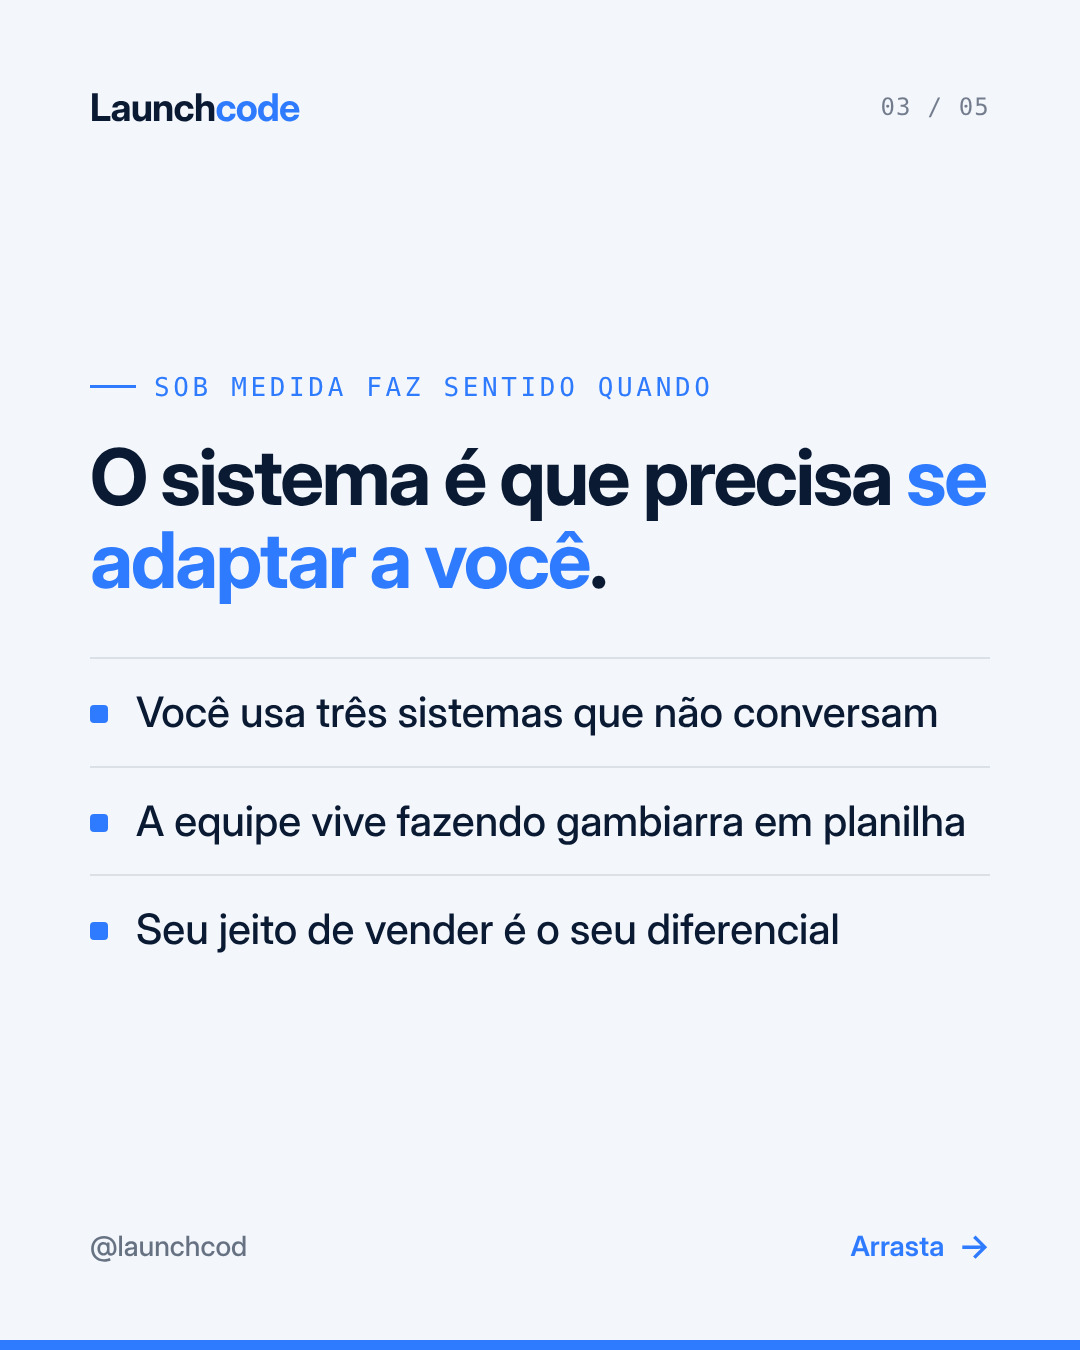 Launchcode
03 / 05
SOB MEDIDA FAZ SENTIDO QUANDO
O sistema é que precisa se
adaptar a você.
Você usa três sistemas que não conversam
A equipe vive fazendo gambiarra em planilha
Seu jeito de vender é o seu diferencial
@launchcod
Arrasta →